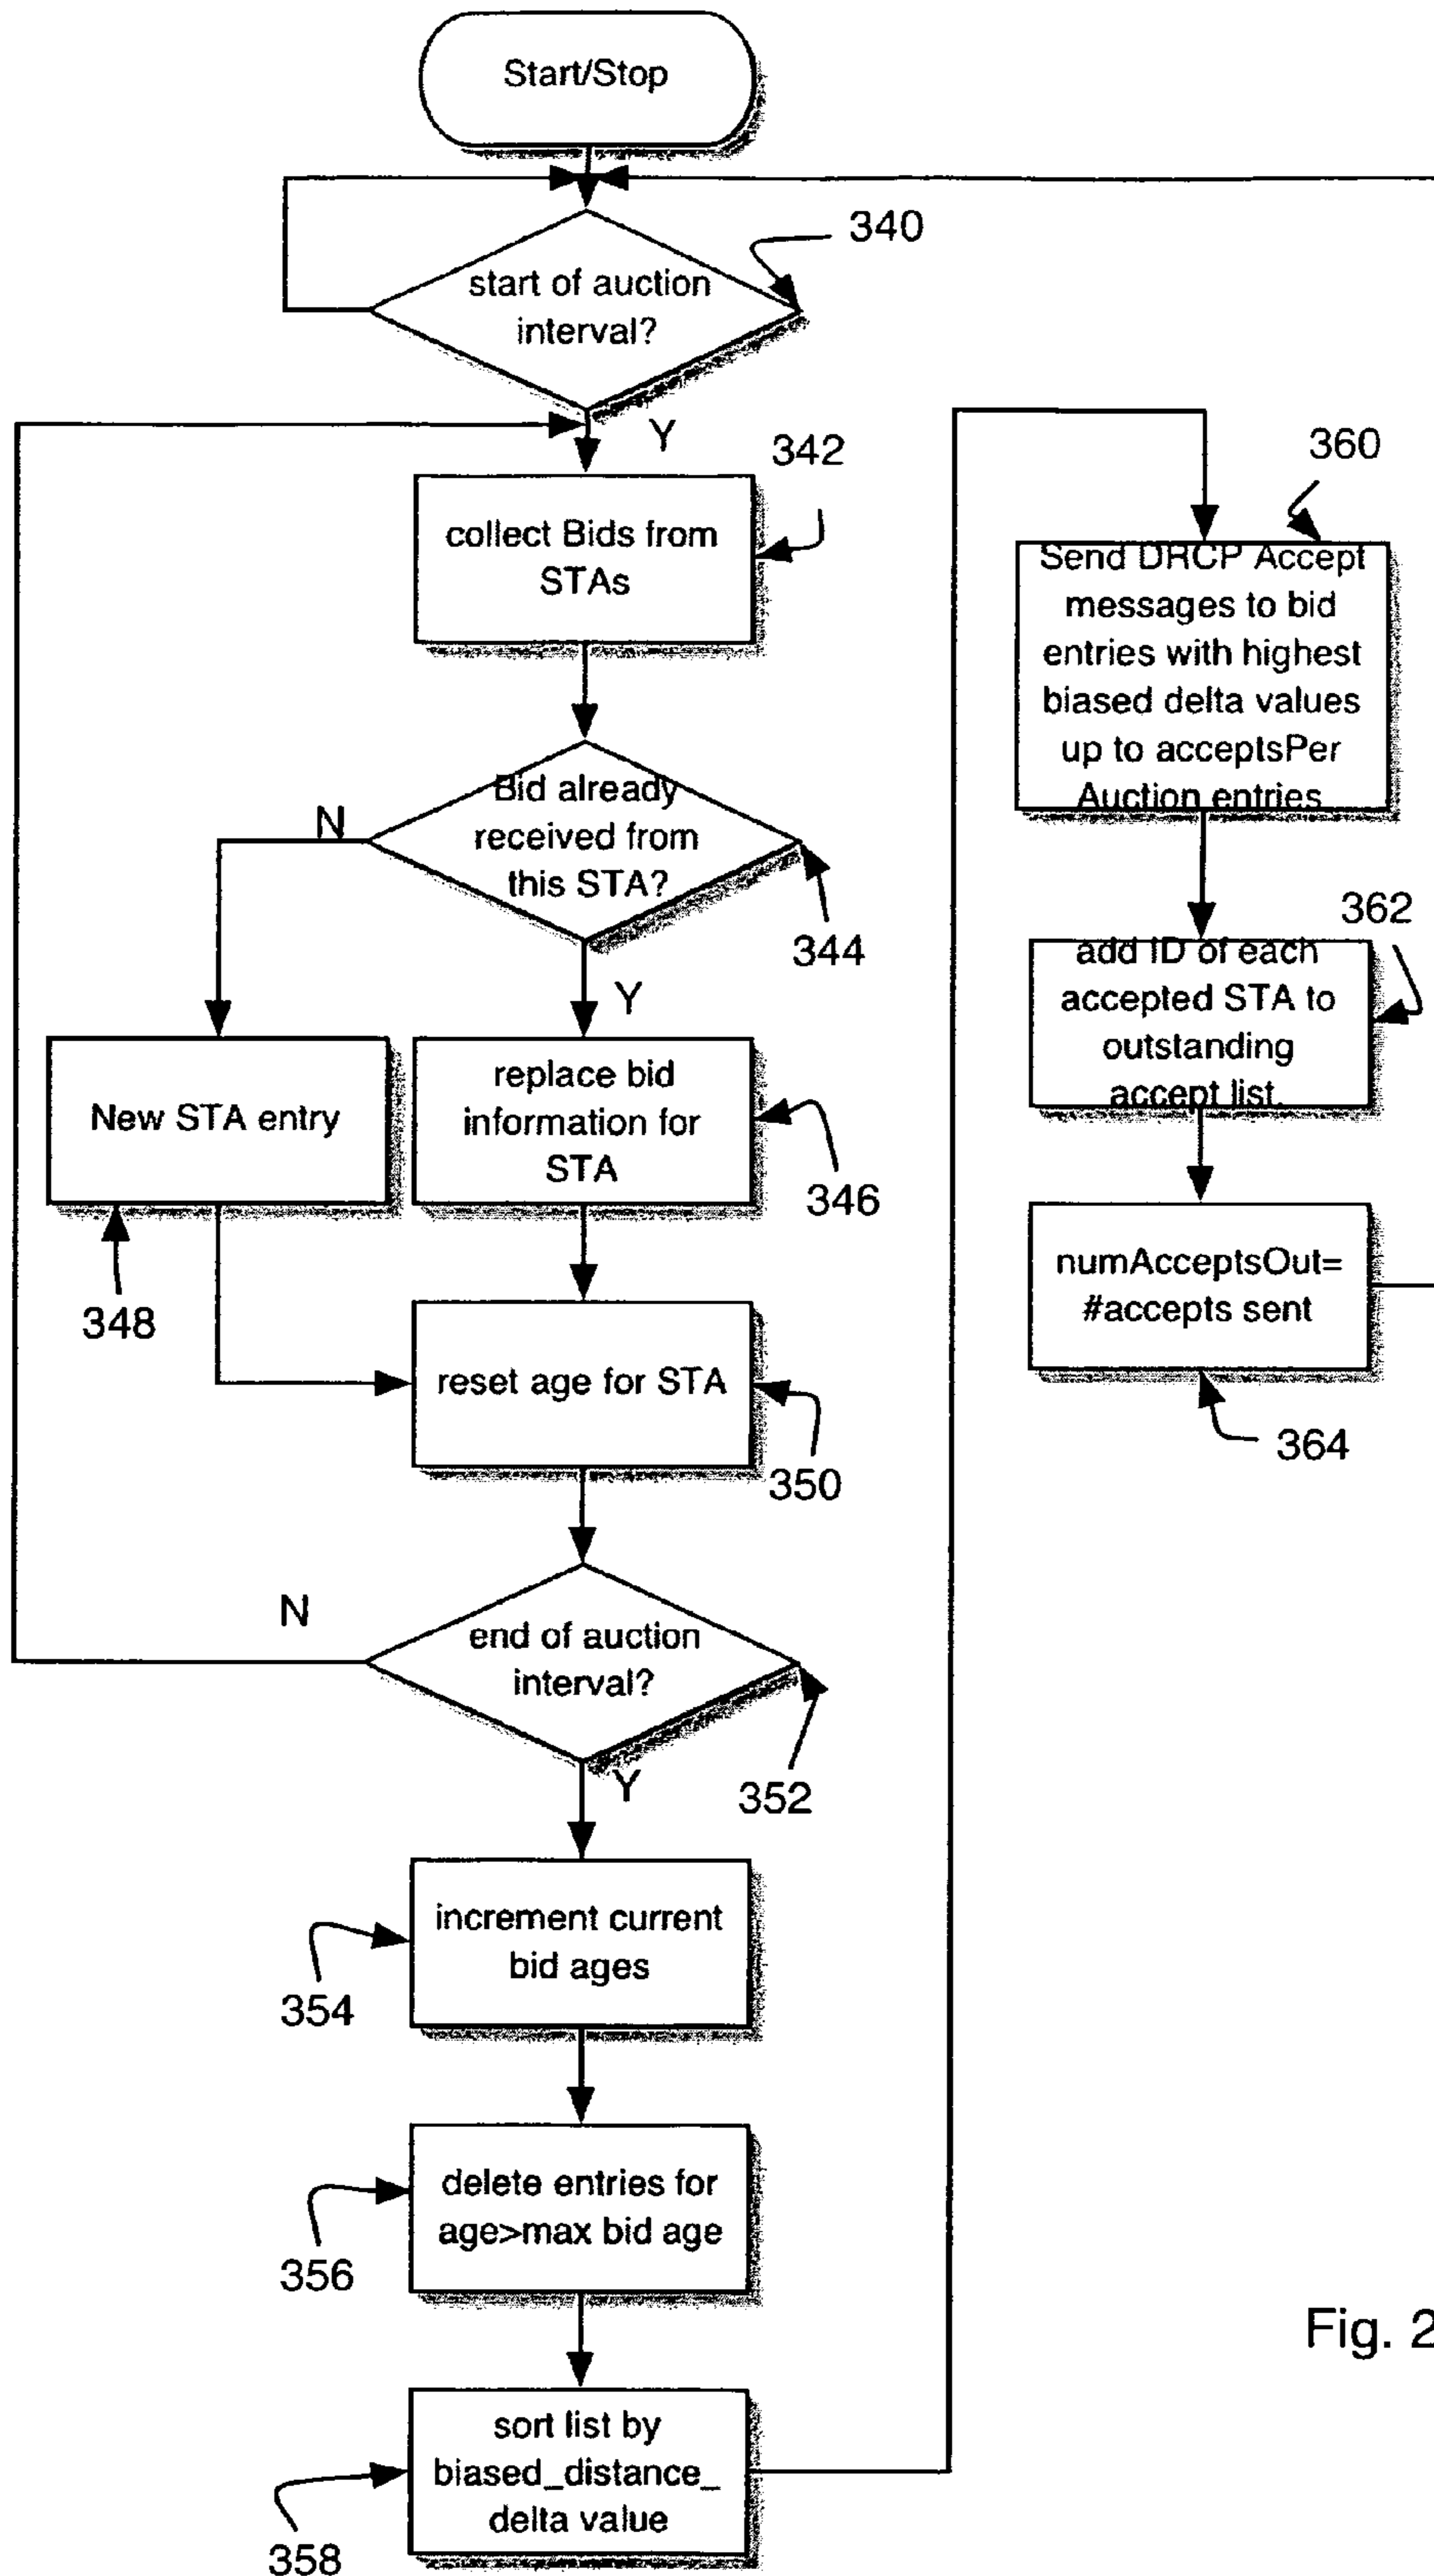 Start/Stop
start of auction
interval?
340
Y
342
collect Bids from
STAs
Bid already
received from
this STA?
N
344
Y
New STA entry
replace bid
information for
STA
346
348
reset age for STA
350
N
end of auction
interval?
352
Y
increment current
bid ages
354
delete entries for
age>max bid age
356
sort list by
biased_distance_
delta value
358
360
Send DRCP Accept
messages to bid
entries with highest
biased delta values
up to acceptsPer
Auction entries
362
add ID of each
accepted STA to
outstanding
accept list.
numAcceptsOut=
#accepts sent
364
Fig. 2